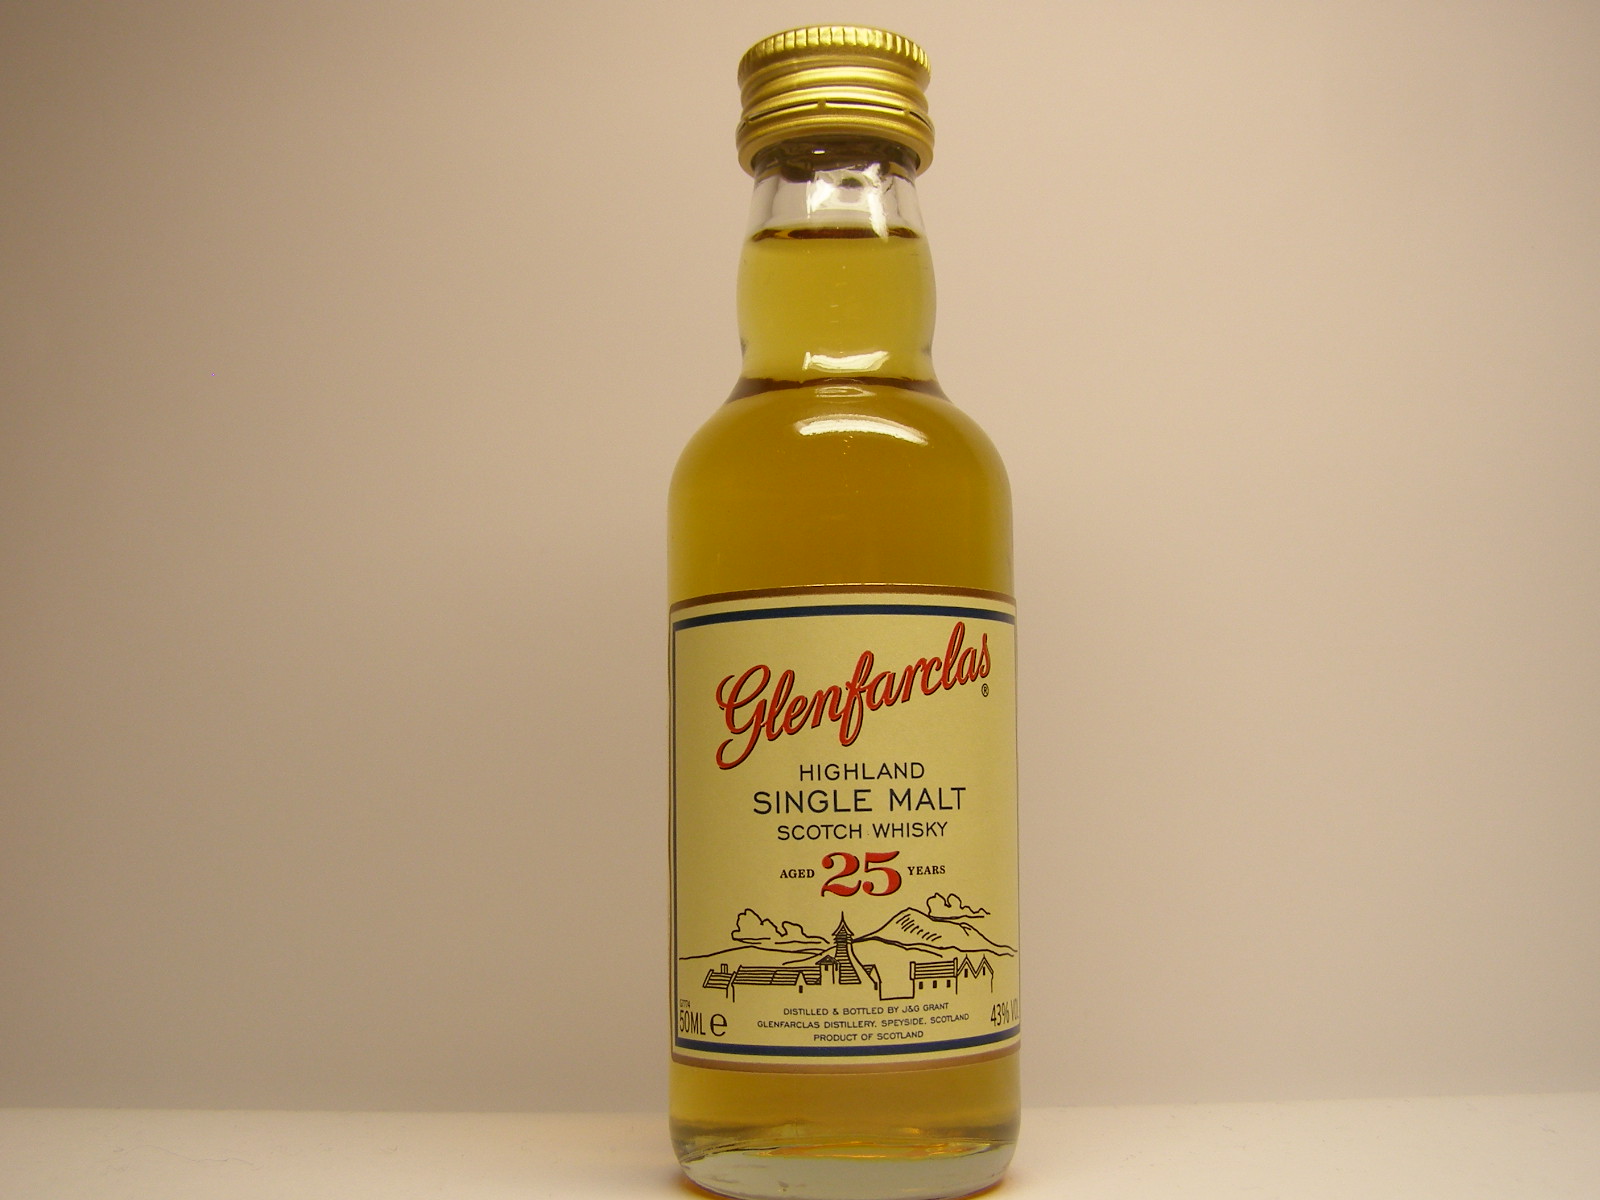 Glenfarclas®
HIGHLAND
SINGLE MALT
SCOTCH WHISKY
AGED 25 YEARS
DISTILLED & BOTTLED BY J&G GRANT
GLENFARCLAS DISTILLERY, SPEYSIDE, SCOTLAND
PRODUCT OF SCOTLAND
50ML e
43% VOL